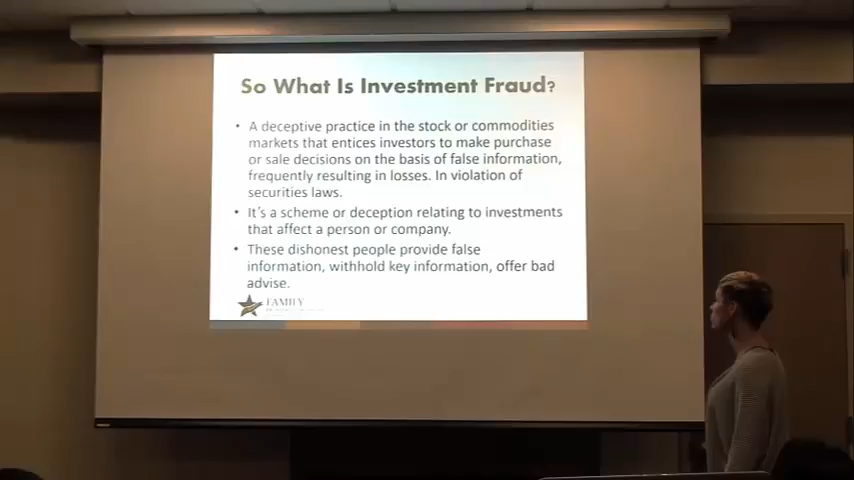 So What Is Investment Fraud?
• A deceptive practice in the stock or commodities
markets that entices investors to make purchase
or sale decisions on the basis of false information,
frequently resulting in losses. In violation of
securities laws.
• It's a scheme or deception relating to investments
that affect a person or company.
• These dishonest people provide false
information, withhold key information, offer bad
advise.
FAMILY